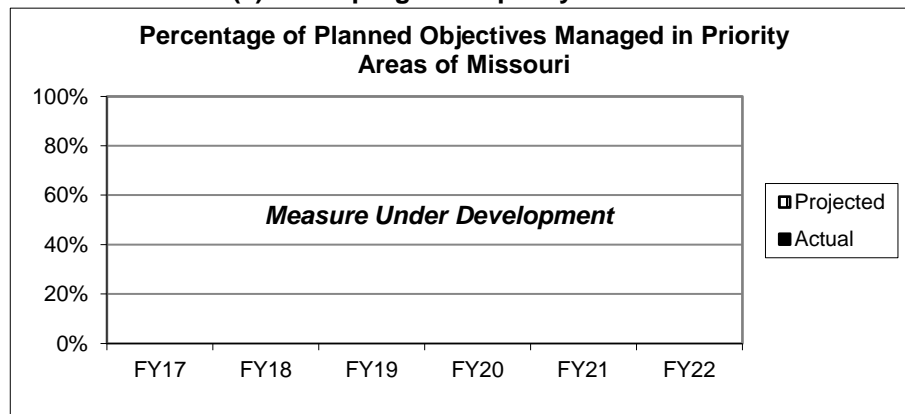 Percentage of Planned Objectives Managed in Priority
Areas of Missouri
100%
80%
60%
40%
20%
0%
Measure Under Development
FY17 FY18 FY19 FY20 FY21 FY22
Projected
Actual